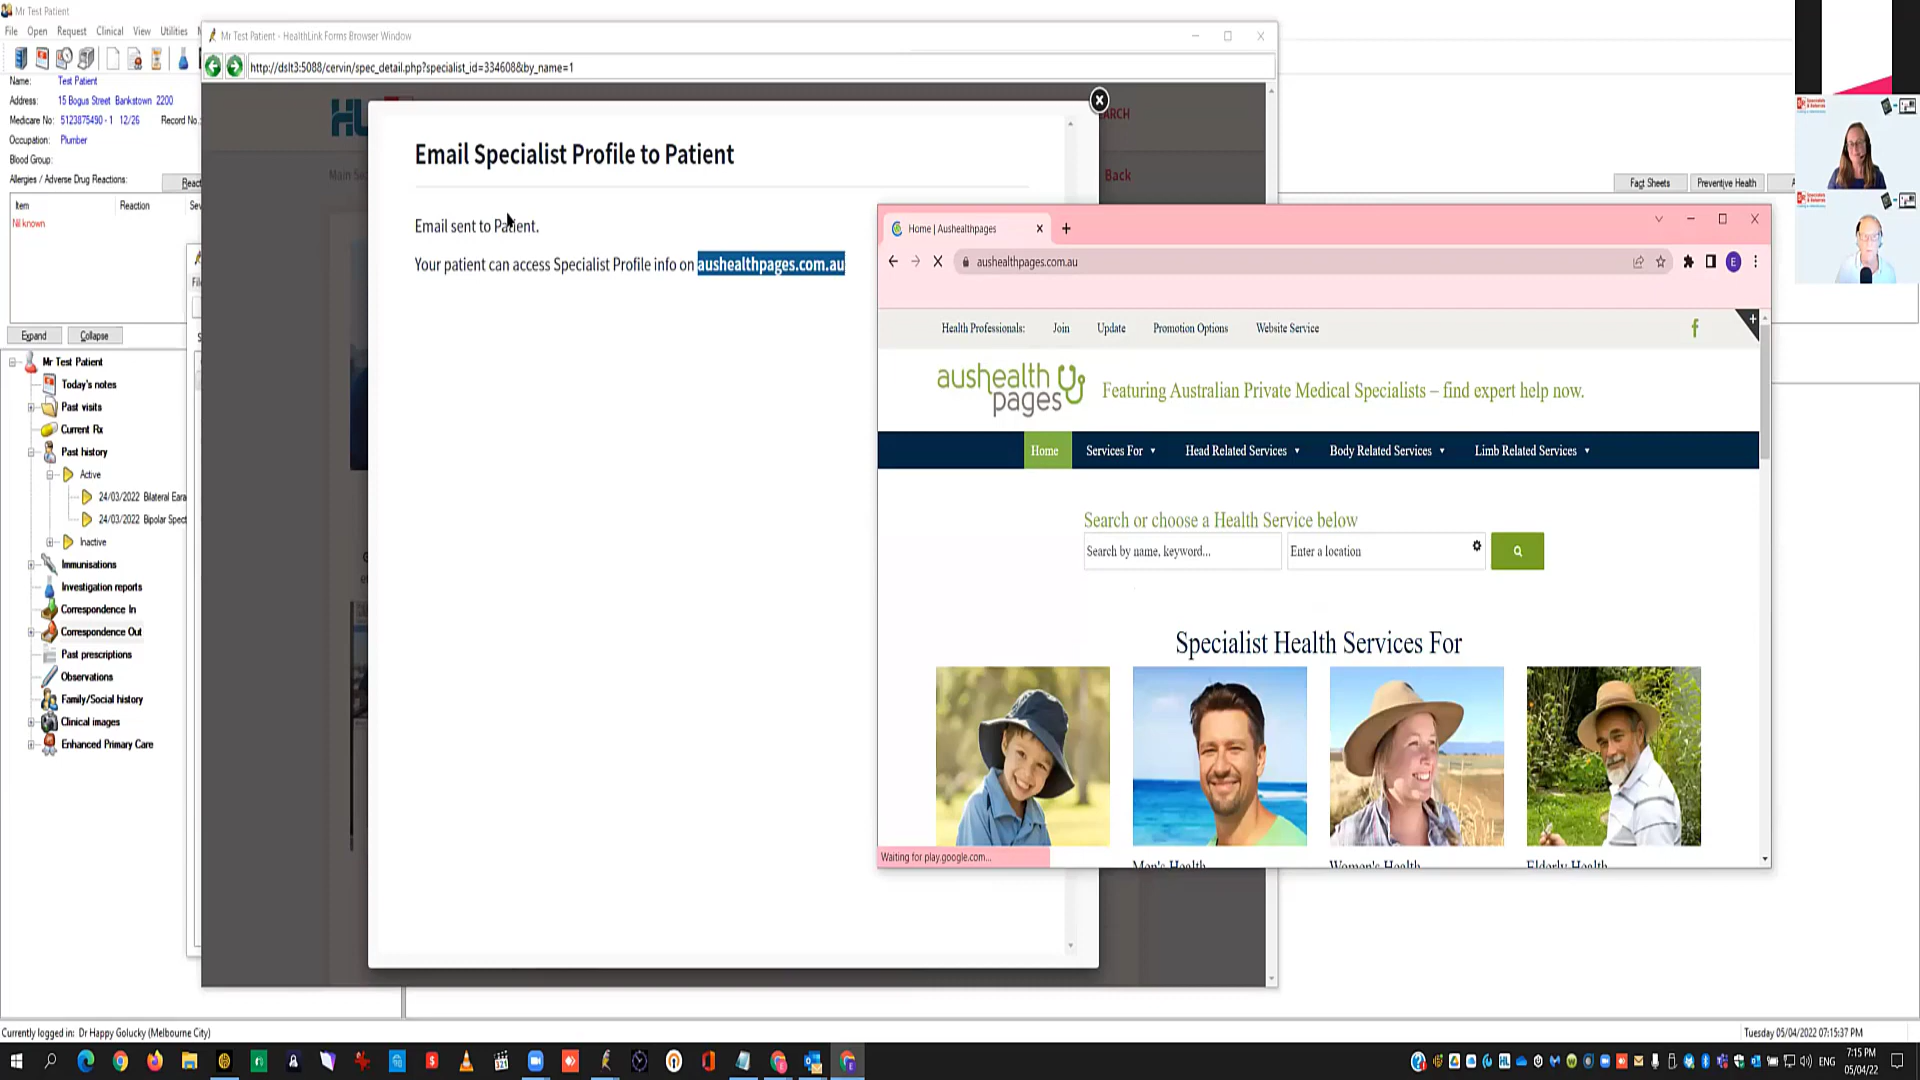 Mr Test Patient
File Open Request Clinical View Utilities
Name: Test Patient
Address: 15 Bogus Street Bankstown 2200
Medicare No: 5123875490 - 1 12/26 Record No.:
Occupation: Plumber
Blood Group:
Allergies / Adverse Drug Reactions:
Item Reaction Sev
Nil known
Expand Collapse
Mr Test Patient
Today's notes
Past visits
Current Rx
Past history
Active
24/03/2022 Bilateral Eara
24/03/2022 Bipolar Spect
Inactive
Immunisations
Investigation reports
Correspondence In
Correspondence Out
Past prescriptions
Observations
Family/Social history
Clinical images
Enhanced Primary Care
Mr Test Patient - HealthLink Forms Browser Window
http://dslt3:5088/cervin/spec_detail.php?specialist_id=334608&by_name=1
HL
ARCH
Back
Email Specialist Profile to Patient
Email sent to Patient.
Your patient can access Specialist Profile info on aushealthpages.com.au
Fact Sheets Preventive Health
Home | Aushealthpages
aushealthpages.com.au
E
Health Professionals: Join Update Promotion Options Website Service
aushealth
pages
Featuring Australian Private Medical Specialists – find expert help now.
Home Services For Head Related Services Body Related Services Limb Related Services
Search or choose a Health Service below
Search by name, keyword... Enter a location
Specialist Health Services For
Men's Health Women's Health Elderly Health
Waiting for play.google.com...
Currently logged in: Dr Happy Golucky (Melbourne City)
Tuesday 05/04/2022 07:15:37 PM
ENG
7:15 PM
05/04/22